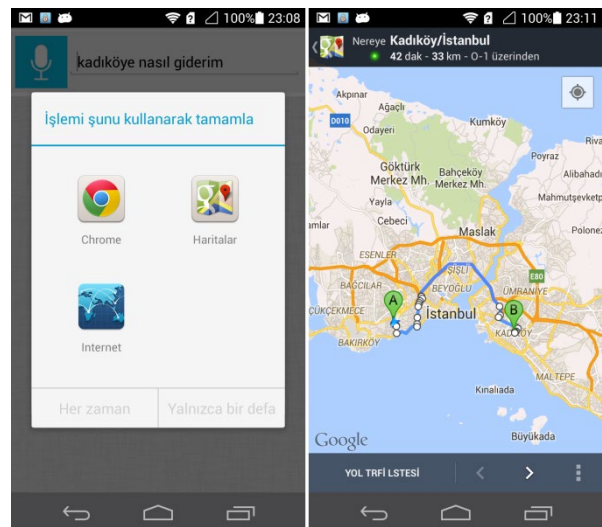 100% 23:08
kadıköye nasıl giderim
İşlemi şunu kullanarak tamamla
Chrome
Haritalar
Internet
Her zaman
Yalnızca bir defa
100% 23:11
Nereye Kadıköy/İstanbul
42 dak - 33 km - O-1 üzerinden
Akpınar
Ağaçlı
D010
Odayeri
Kumköy
Riva
Poyraz
Göktürk
Merkez Mh.
Bahçeköy
Merkez Mh.
Alibahadı
Yayla
Mahmutşevketp
Cebeci
amlar
Maslak
Polonez
ESENLER
ŞİŞLİ
E80
BAĞCILAR
BEYOĞLU
ÜMRANİYE
A
B
ÇÜKÇEKMECE
İstanbul
KADIKÖY
BAKIRKÖY
MALTEPE
Kınalıada
Google
Büyükada
YOL TRFİ LSTESİ